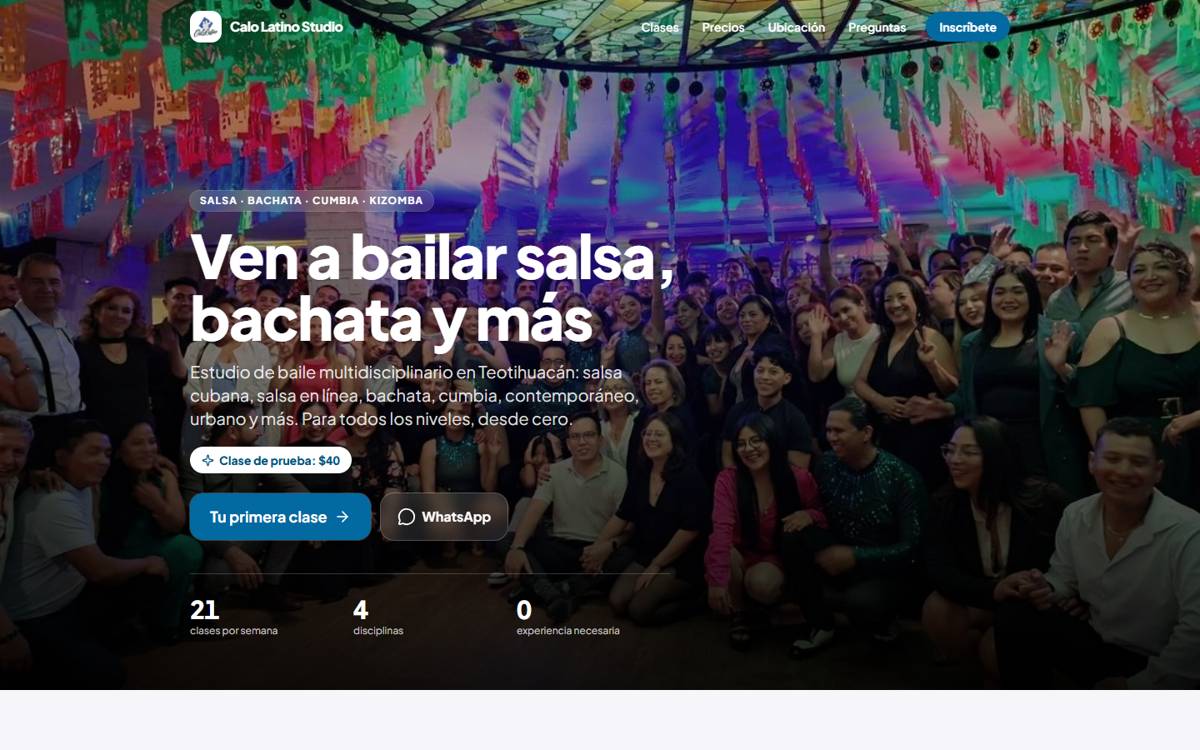 Calo Latino Studio
Clases
Precios
Ubicación
Preguntas
Inscríbete
SALSA · BACHATA · CUMBIA · KIZOMBA
Ven a bailar salsa,
bachata y más
Estudio de baile multidisciplinario en Teotihuacán: salsa
cubana, salsa en línea, bachata, cumbia, contemporáneo,
urbano y más. Para todos los niveles, desde cero.
Clase de prueba: $40
Tu primera clase
WhatsApp
21
clases por semana
4
disciplinas
0
experiencia necesaria